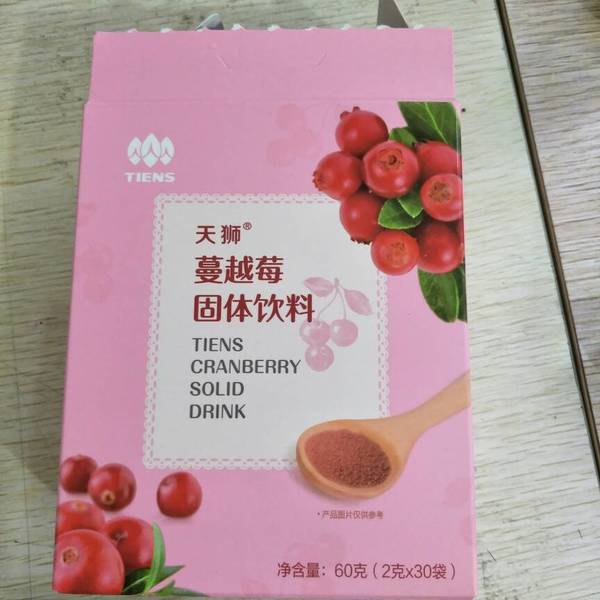 TIENS
天狮®
蔓越莓
固体饮料
TIENS
CRANBERRY
SOLID
DRINK
*产品图片仅供参考
净含量：60克（2克x30袋）